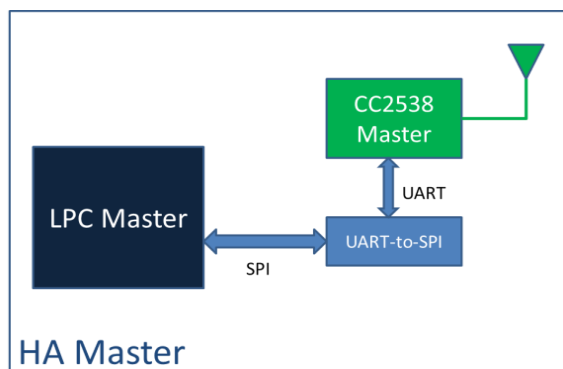 CC2538
Master
UART
LPC Master
UART-to-SPI
SPI
HA Master